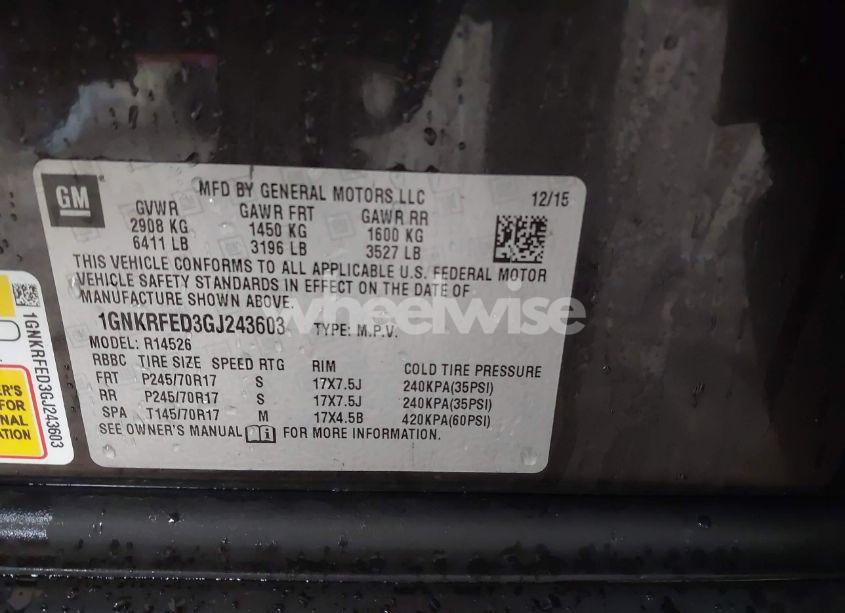 GM
MFD BY GENERAL MOTORS LLC 12/15
GVWR GAWR FRT GAWR RR
2908 KG 1450 KG 1600 KG
6411 LB 3196 LB 3527 LB
THIS VEHICLE CONFORMS TO ALL APPLICABLE U.S. FEDERAL MOTOR
VEHICLE SAFETY STANDARDS IN EFFECT ON THE DATE OF
MANUFACTURE SHOWN ABOVE.
1GNKRFED3GJ243603 TYPE: M.P.V.
MODEL: R14526
RBBC TIRE SIZE SPEED RTG RIM COLD TIRE PRESSURE
FRT P245/70R17 S 17X7.5J 240KPA(35PSI)
RR P245/70R17 S 17X7.5J 240KPA(35PSI)
SPA T145/70R17 M 17X4.5B 420KPA(60PSI)
SEE OWNER'S MANUAL FOR MORE INFORMATION.
wheelwise
1GNKRFED3GJ243603
FOR